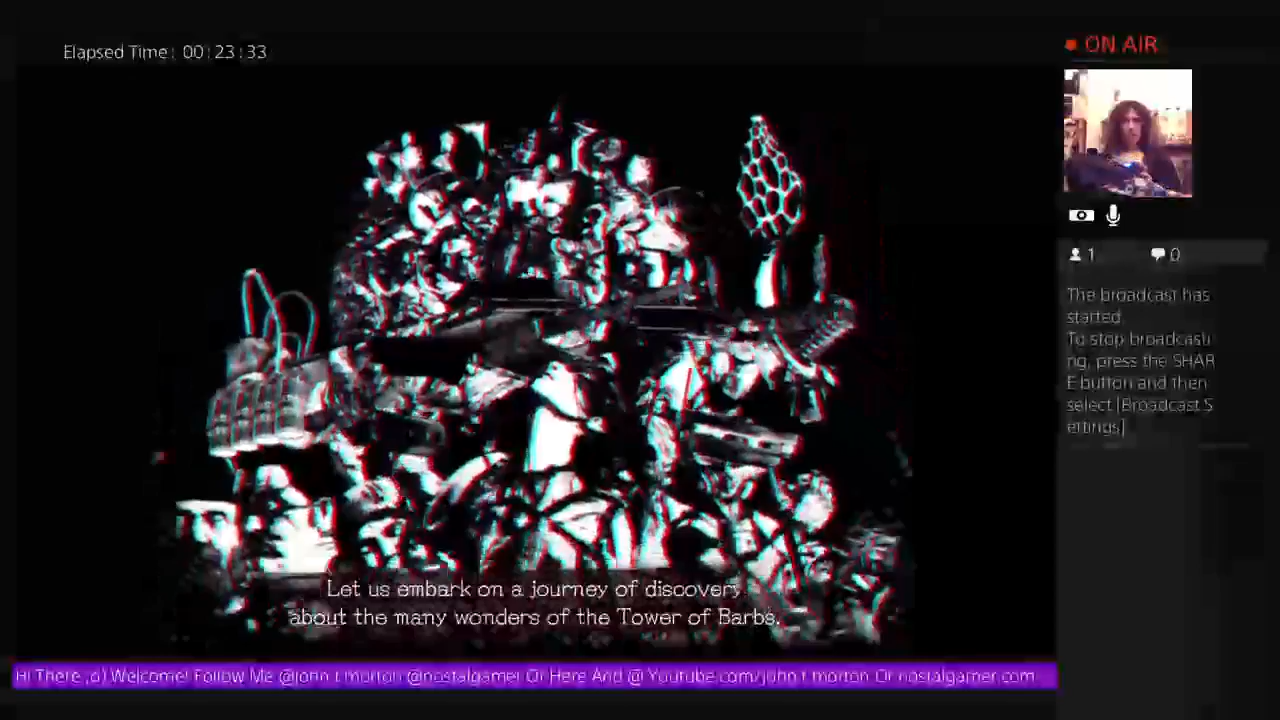 Elapsed Time: 00:23:33
ON AIR
1 0
The broadcast has
started.
To stop broadcasti
ng, press the SHAR
E button and then
select [Broadcast S
ettings]
Let us embark on a journey of discovery
about the many wonders of the Tower of Barbs.
Hi There ;o) Welcome! Follow Me @john t morton @nostalgamer Or Here And @ Youtube.com/john t morton Or nostalgamer.com